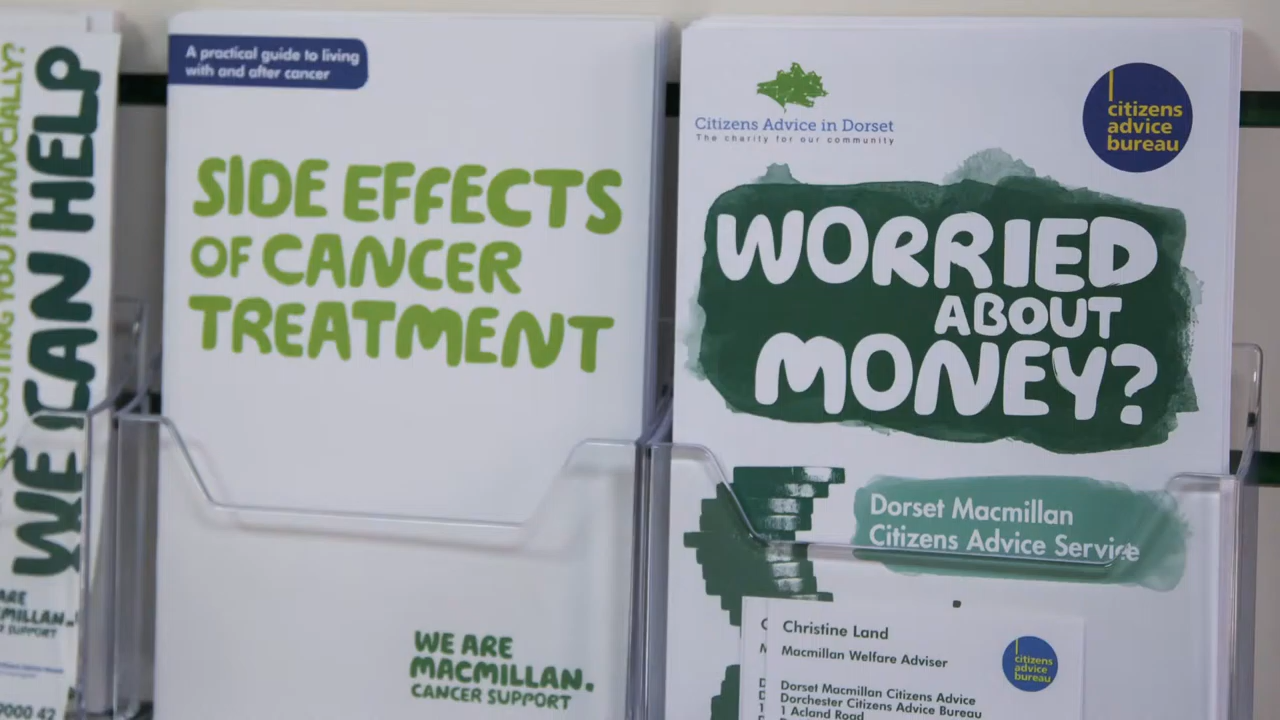 WE CAN HELP
COSTING YOU FINANCIALLY?
A practical guide to living
with and after cancer
SIDE EFFECTS
OF CANCER
TREATMENT
WE ARE
MACMILLAN.
CANCER SUPPORT
Citizens Advice in Dorset
The charity for our community
citizens
advice
bureau
WORRIED
ABOUT
MONEY?
Dorset Macmillan
Citizens Advice Service
Christine Land
Macmillan Welfare Adviser
citizens
advice
bureau
Dorset Macmillan Citizens Advice
Dorchester Citizens Advice Bureau
1 Acland Road